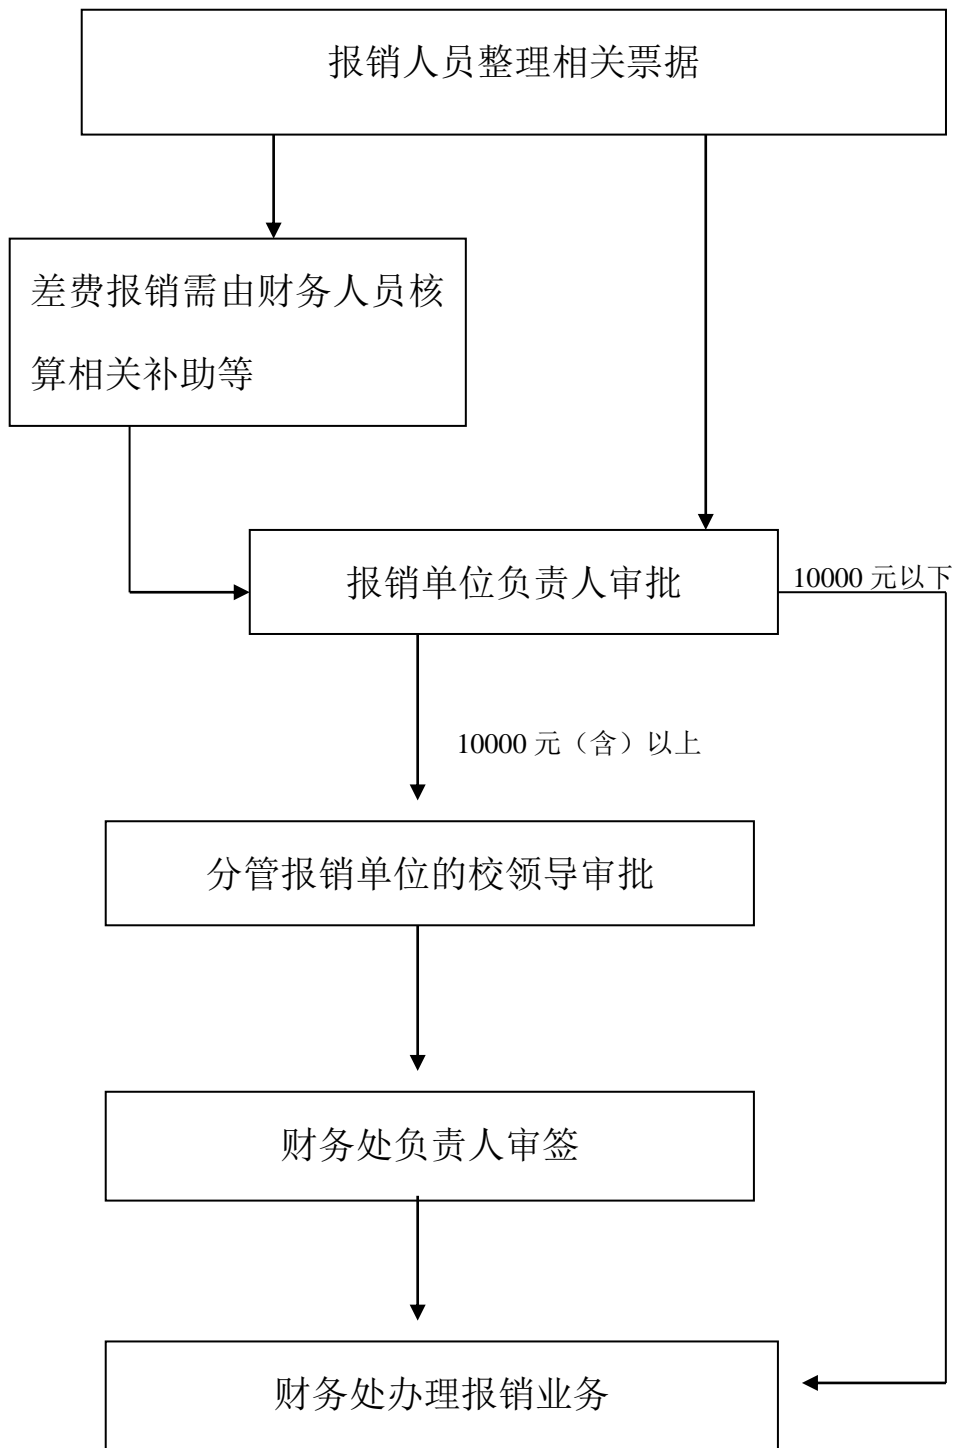 报销人员整理相关票据
差费报销需由财务人员核
算相关补助等
报销单位负责人审批
10000 元以下
10000 元（含）以上
分管报销单位的校领导审批
财务处负责人审签
财务处办理报销业务